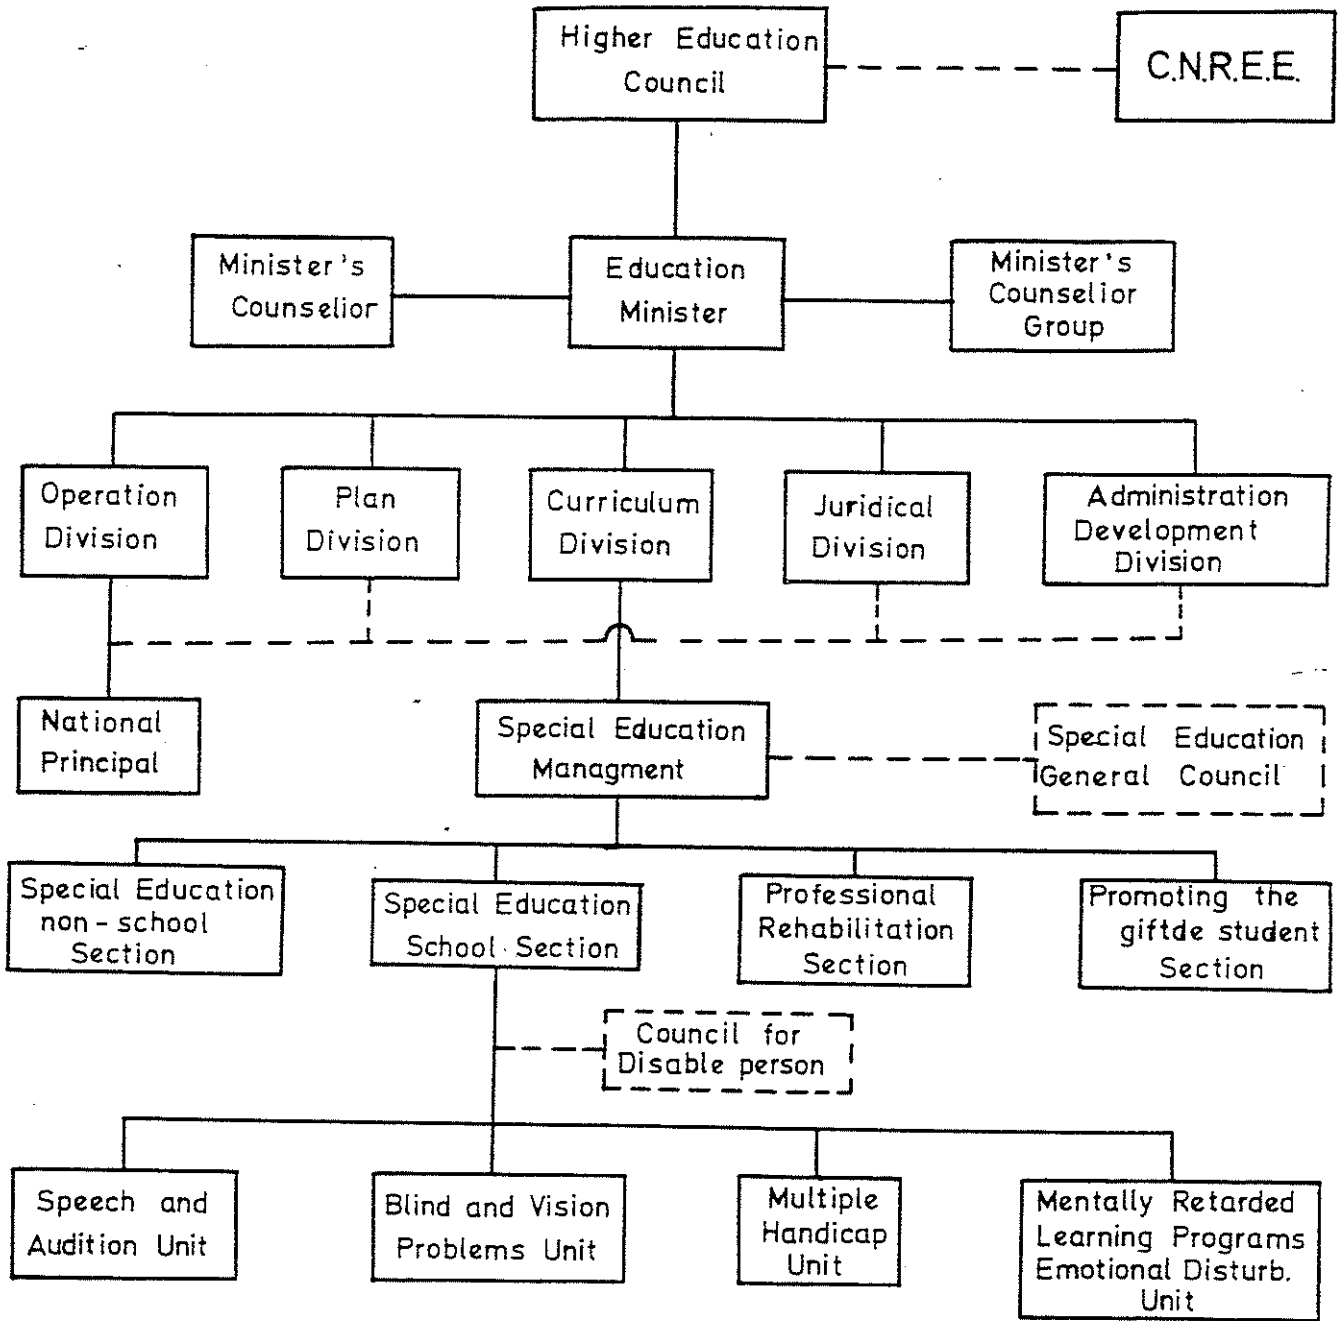 Higher Education
Council
C.N.R.E.E.
Minister's
Counselior
Education
Minister
Minister's
Counselior
Group
Operation
Division
Plan
Division
Curriculum
Division
Juridical
Division
Administration
Development
Division
National
Principal
Special Education
Managment
Special Education
General Council
Special Education
non-school
Section
Special Education
School Section
Professional
Rehabilitation
Section
Promoting the
giftde student
Section
Council for
Disable person
Speech and
Audition Unit
Blind and Vision
Problems Unit
Multiple
Handicap
Unit
Mentally Retarded
Learning Programs
Emotional Disturb.
Unit